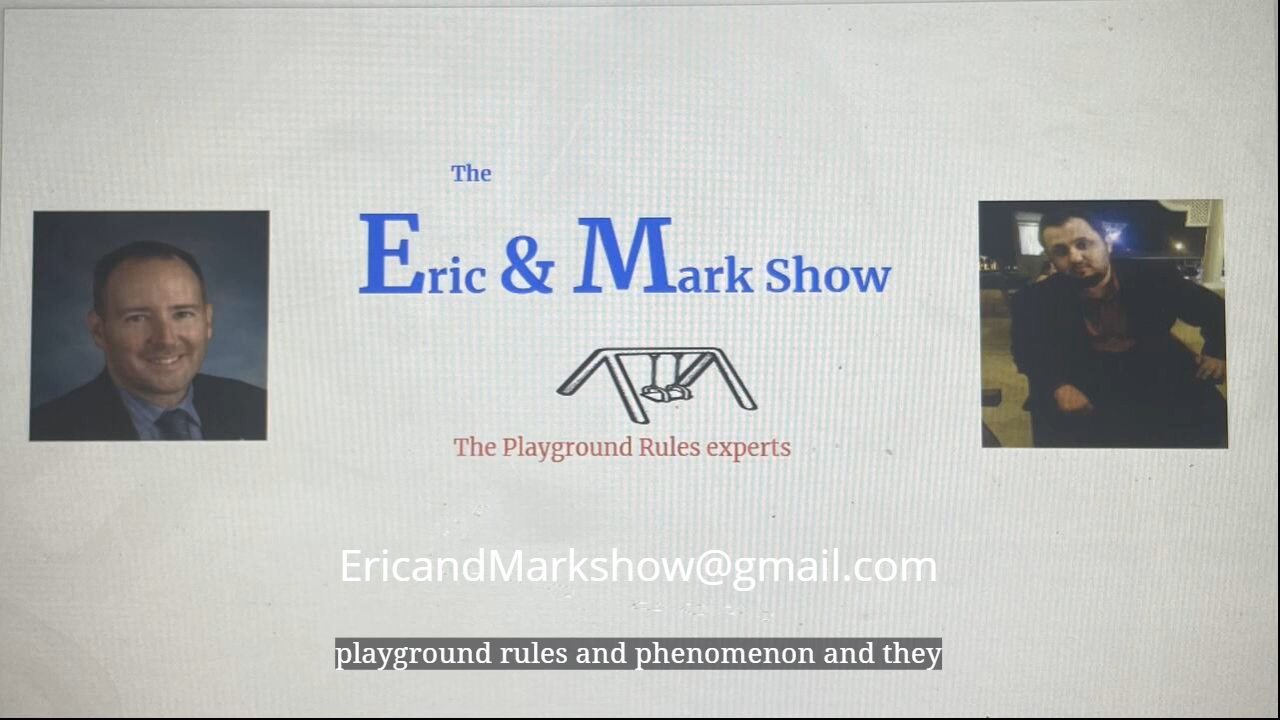 The
Eric & Mark Show
The Playground Rules experts
EricandMarkshow@gmail.com
playground rules and phenomenon and they